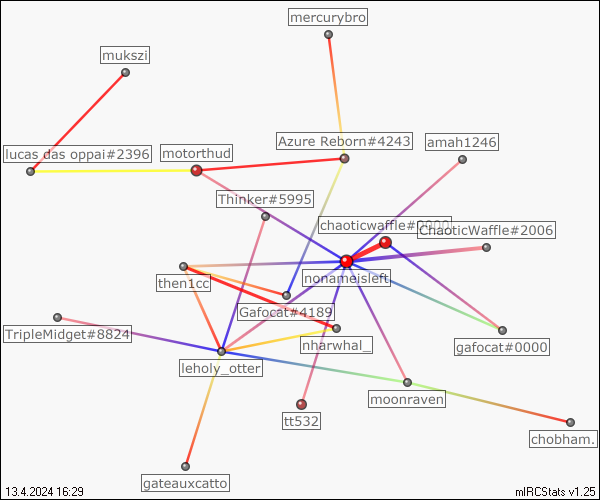 mercurybro
mukszi
Azure Reborn#4243
amah1246
lucas das oppai#2396
motorthud
Thinker#5995
chaoticwaffle#0000
ChaoticWaffle#2006
nonameisleft
then1cc
Gafocat#4189
TripleMidget#8824
nharwhal_
gafocat#0000
leholy_otter
moonraven
tt532
chobham.
gateauxcatto
13.4.2024 16:29
mIRCStats v1.25